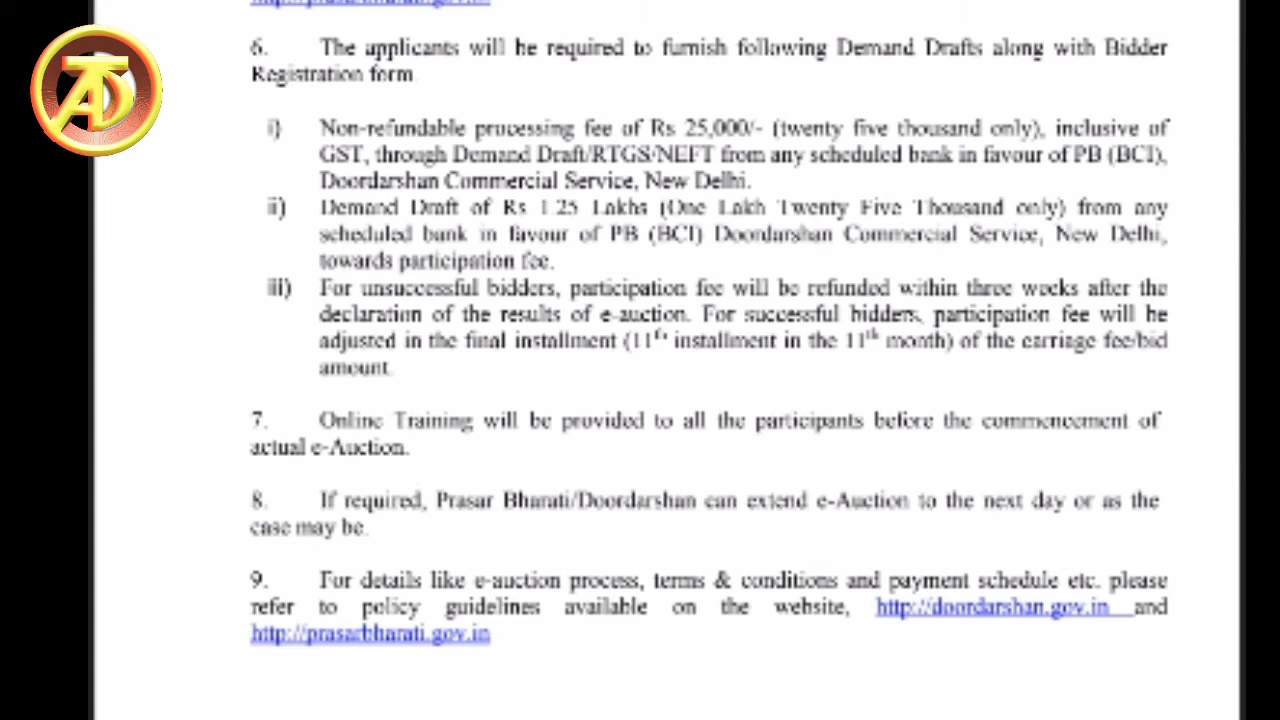 6. The applicants will be required to furnish following Demand Drafts along with Bidder
Registration form
i) Non-refundable processing fee of Rs 25,000/- (twenty five thousand only), inclusive of
GST, through Demand Draft/RTGS/NEFT from any scheduled bank in favour of PB (BCI),
Doordarshan Commercial Service, New Delhi.
ii) Demand Draft of Rs 1.25 Lakhs (One Lakh Twenty Five Thousand only) from any
scheduled bank in favour of PB (BCI) Doordarshan Commercial Service, New Delhi,
towards participation fee.
iii) For unsuccessful bidders, participation fee will be refunded within three weeks after the
declaration of the results of e-auction. For successful bidders, participation fee will be
adjusted in the final installment (11th installment in the 11th month) of the carriage fee/bid
amount.
7. Online Training will be provided to all the participants before the commencement of
actual e-Auction.
8. If required, Prasar Bharati/Doordarshan can extend e-Auction to the next day or as the
case may be.
9. For details like e-auction process, terms & conditions and payment schedule etc. please
refer to policy guidelines available on the website, http://doordarshan.gov.in and
http://prasarbharati.gov.in